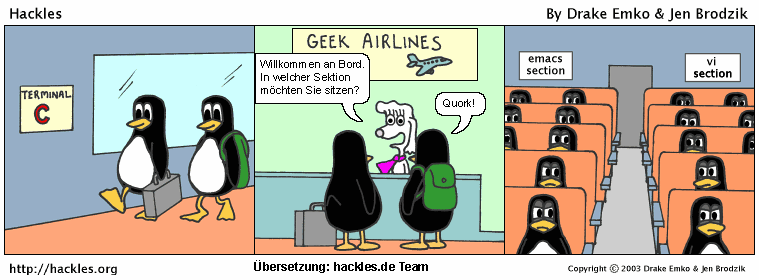 Hackles
By Drake Emko & Jen Brodzik
TERMINAL
C
GEEK AIRLINES
Willkommen an Bord.
In welcher Sektion
möchten Sie sitzen?
Quork!
emacs
section
vi
section
http://hackles.org
Übersetzung: hackles.de Team
Copyright © 2003 Drake Emko & Jen Brodzik